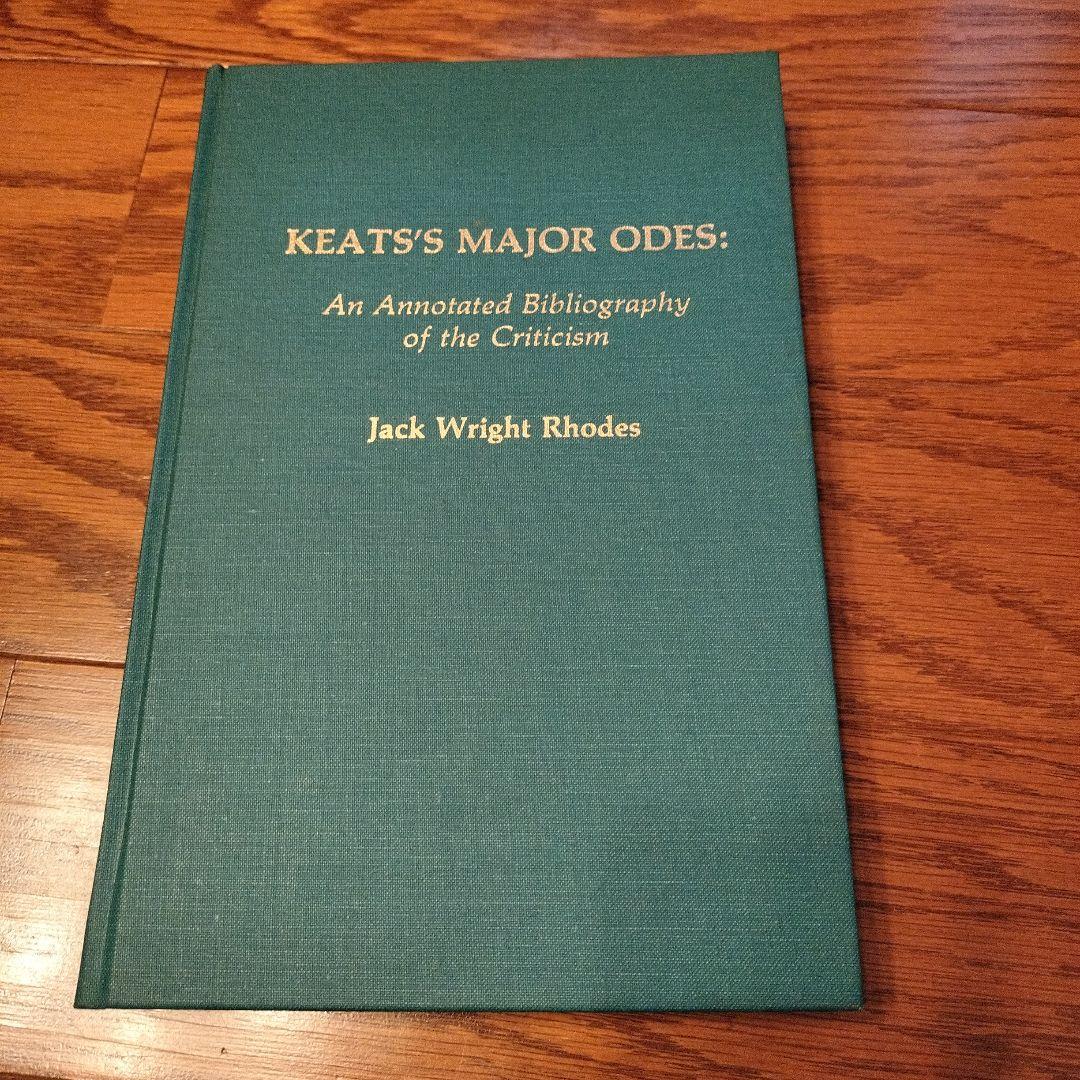 KEATS'S MAJOR ODES:
An Annotated Bibliography
of the Criticism
Jack Wright Rhodes